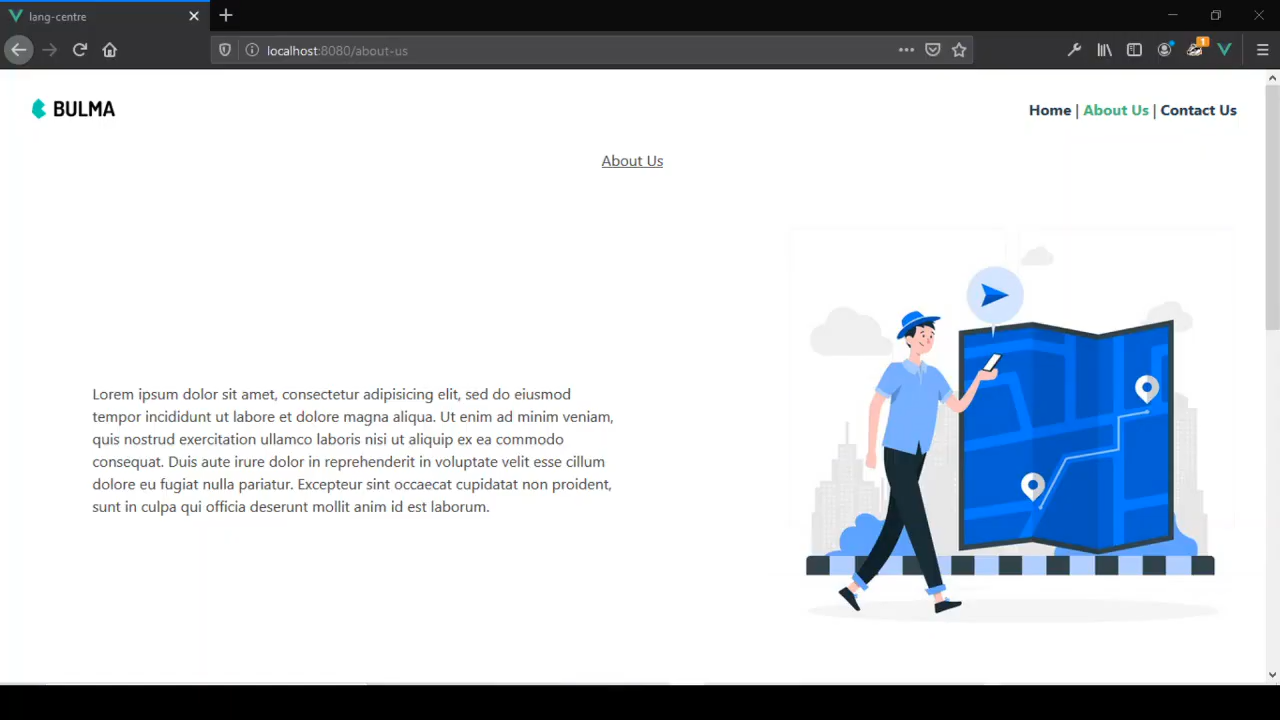 lang-centre
localhost:8080/about-us
1
BULMA
Home | About Us | Contact Us
About Us
Lorem ipsum dolor sit amet, consectetur adipisicing elit, sed do eiusmod
tempor incididunt ut labore et dolore magna aliqua. Ut enim ad minim veniam,
quis nostrud exercitation ullamco laboris nisi ut aliquip ex ea commodo
consequat. Duis aute irure dolor in reprehenderit in voluptate velit esse cillum
dolore eu fugiat nulla pariatur. Excepteur sint occaecat cupidatat non proident,
sunt in culpa qui officia deserunt mollit anim id est laborum.